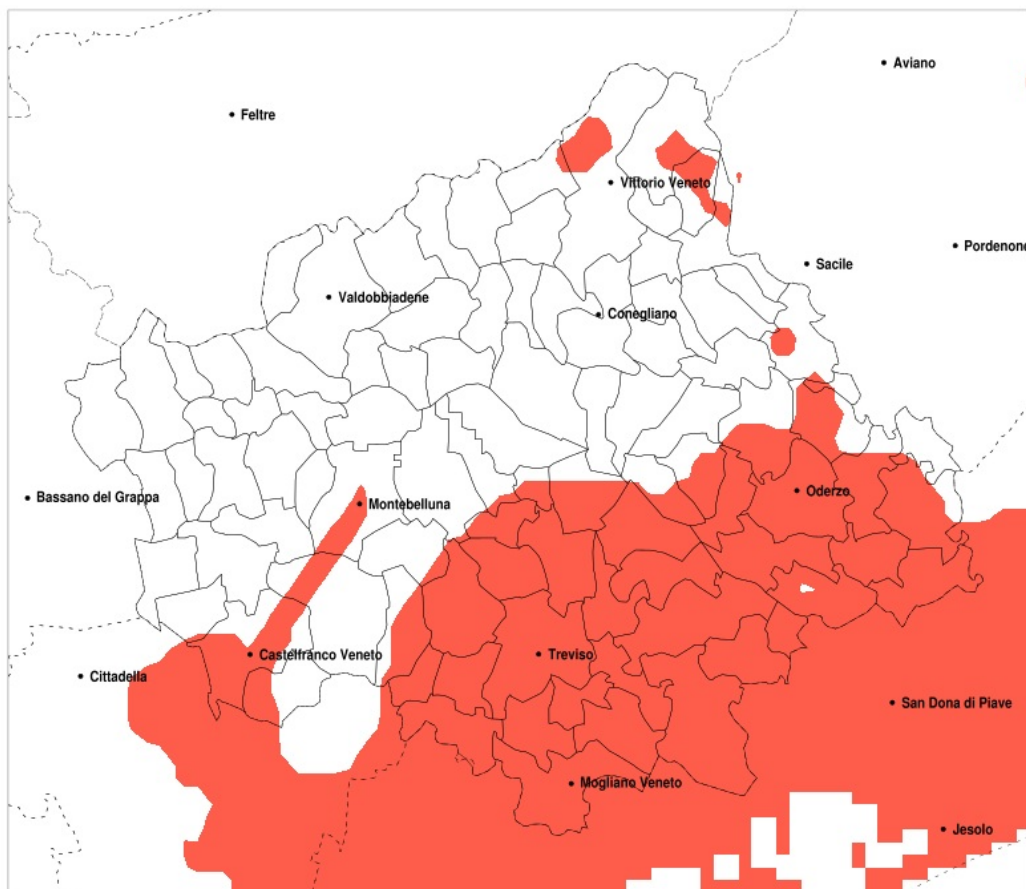 Aviano
Feltre
Vittorio Veneto
Pordenone
Sacile
Valdobbiadene
Conegliano
Oderzo
Bassano del Grappa
Montebelluna
Treviso
Castelfranco Veneto
Cittadella
San Dona di Piave
Mogliano Veneto
Jesolo